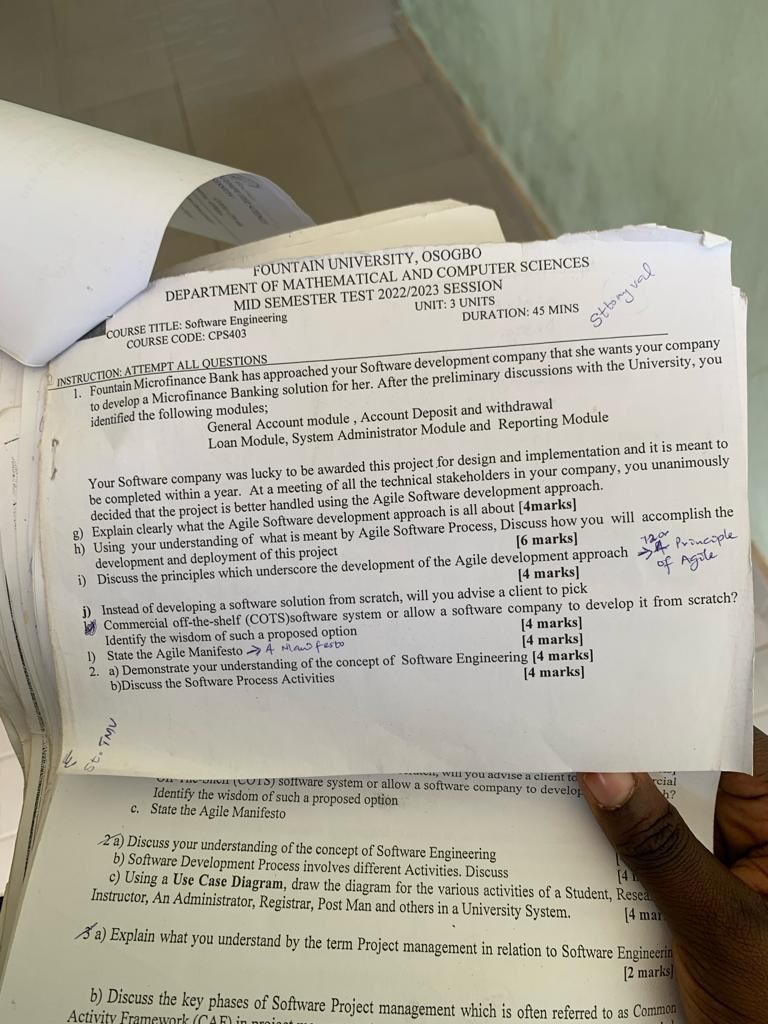 FOUNTAIN UNIVERSITY, OSOGBO
DEPARTMENT OF MATHEMATICAL AND COMPUTER SCIENCES
MID SEMESTER TEST 2022/2023 SESSION
COURSE TITLE: Software Engineering UNIT: 3 UNITS
COURSE CODE: CPS403 DURATION: 45 MINS
INSTRUCTION: ATTEMPT ALL QUESTIONS
1. Fountain Microfinance Bank has approached your Software development company that she wants your company
to develop a Microfinance Banking solution for her. After the preliminary discussions with the University, you
identified the following modules;
General Account module , Account Deposit and withdrawal
Loan Module, System Administrator Module and Reporting Module
Your Software company was lucky to be awarded this project for design and implementation and it is meant to
be completed within a year. At a meeting of all the technical stakeholders in your company, you unanimously
decided that the project is better handled using the Agile Software development approach.
g) Explain clearly what the Agile Software development approach is all about [4marks]
h) Using your understanding of what is meant by Agile Software Process, Discuss how you will accomplish the
development and deployment of this project [6 marks]
i) Discuss the principles which underscore the development of the Agile development approach → 4 Principle
of Agile
[4 marks]
j) Instead of developing a software solution from scratch, will you advise a client to pick
Commercial off-the-shelf (COTS)software system or allow a software company to develop it from scratch?
Identify the wisdom of such a proposed option [4 marks]
l) State the Agile Manifesto → 4 Manifesto [4 marks]
2. a) Demonstrate your understanding of the concept of Software Engineering [4 marks]
b)Discuss the Software Process Activities [4 marks]
St. TMV
will you advise a client to
(COTS) software system or allow a software company to develop
Identify the wisdom of such a proposed option
c. State the Agile Manifesto
2 a) Discuss your understanding of the concept of Software Engineering
b) Software Development Process involves different Activities. Discuss [4
c) Using a Use Case Diagram, draw the diagram for the various activities of a Student,
Instructor, An Administrator, Registrar, Post Man and others in a University System. [4
3 a) Explain what you understand by the term Project management in relation to Software Engineerin
[2 marks]
b) Discuss the key phases of Software Project management which is often referred to as Common
Activity Framework (CAF) in